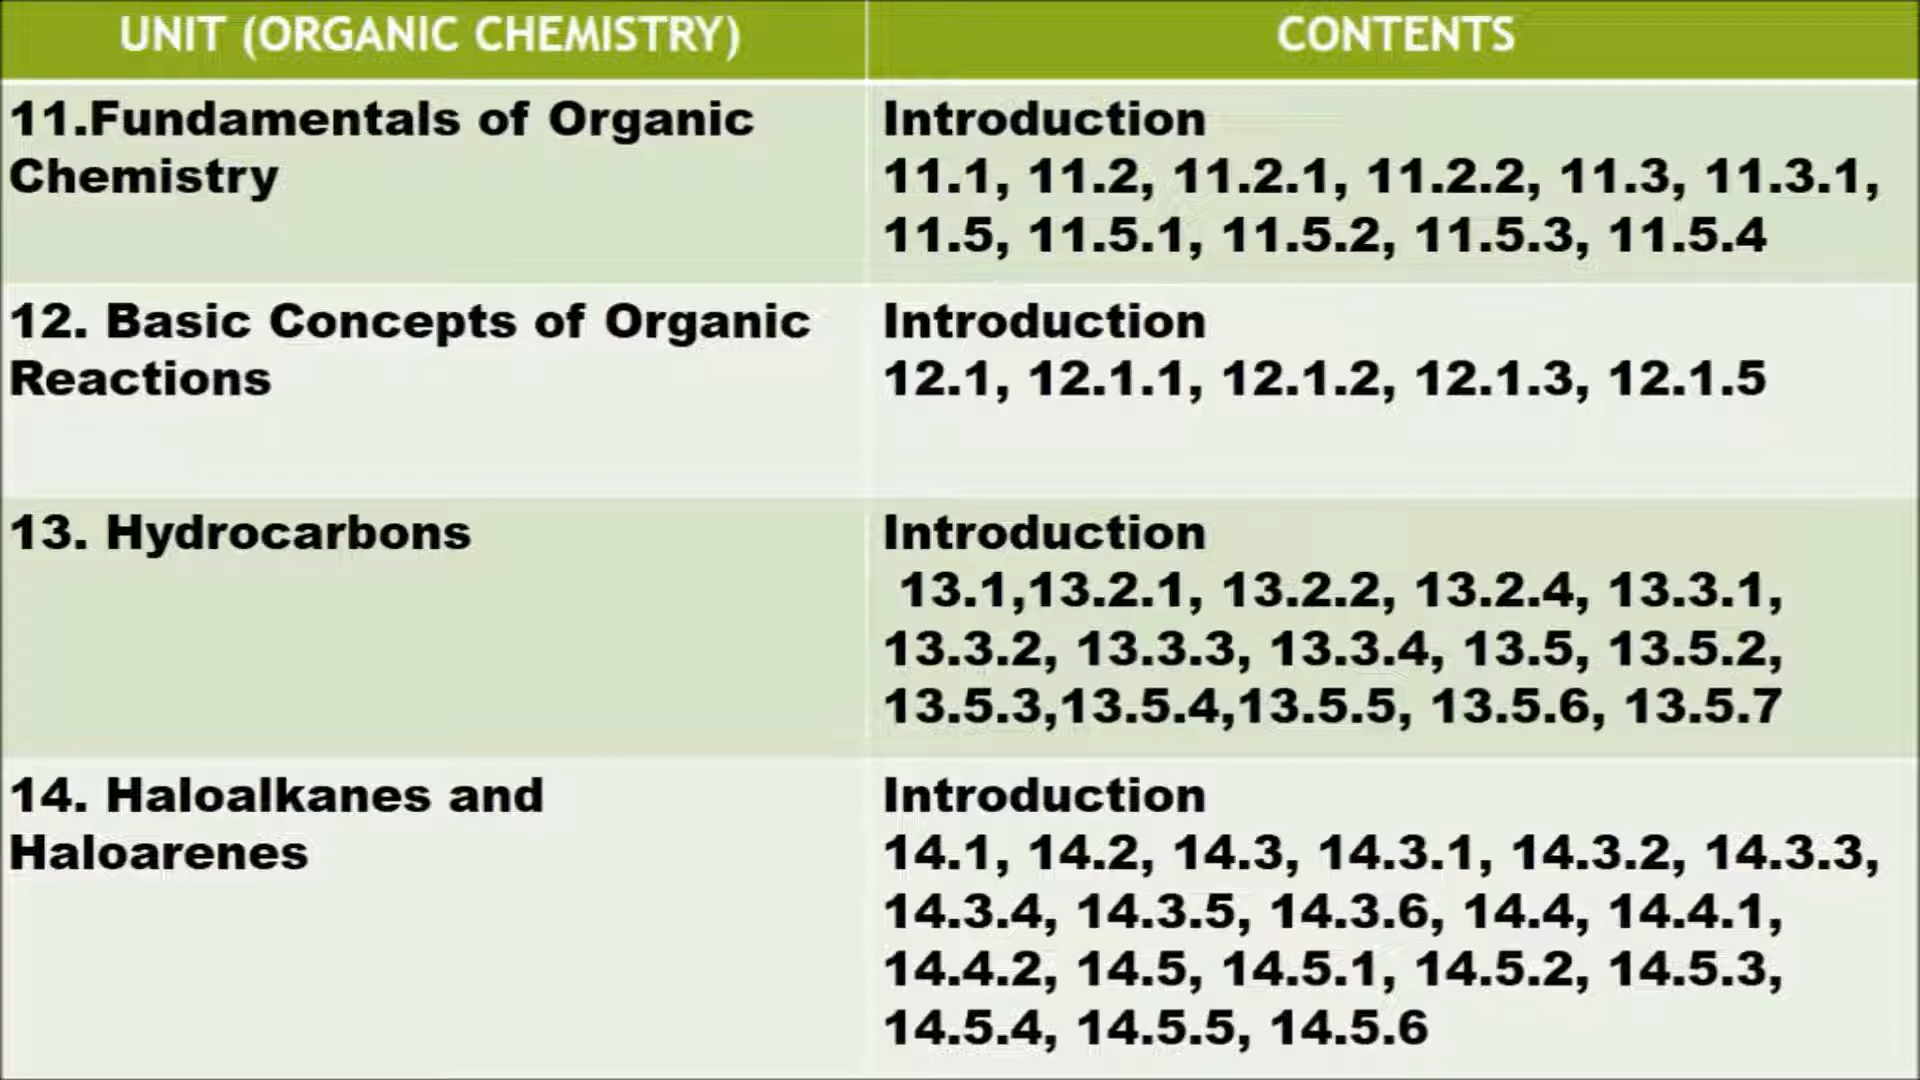 UNIT (ORGANIC CHEMISTRY)
CONTENTS
11.Fundamentals of Organic
Chemistry
Introduction
11.1, 11.2, 11.2.1, 11.2.2, 11.3, 11.3.1,
11.5, 11.5.1, 11.5.2, 11.5.3, 11.5.4
12. Basic Concepts of Organic
Reactions
Introduction
12.1, 12.1.1, 12.1.2, 12.1.3, 12.1.5
13. Hydrocarbons
Introduction
13.1,13.2.1, 13.2.2, 13.2.4, 13.3.1,
13.3.2, 13.3.3, 13.3.4, 13.5, 13.5.2,
13.5.3,13.5.4,13.5.5, 13.5.6, 13.5.7
14. Haloalkanes and
Haloarenes
Introduction
14.1, 14.2, 14.3, 14.3.1, 14.3.2, 14.3.3,
14.3.4, 14.3.5, 14.3.6, 14.4, 14.4.1,
14.4.2, 14.5, 14.5.1, 14.5.2, 14.5.3,
14.5.4, 14.5.5, 14.5.6